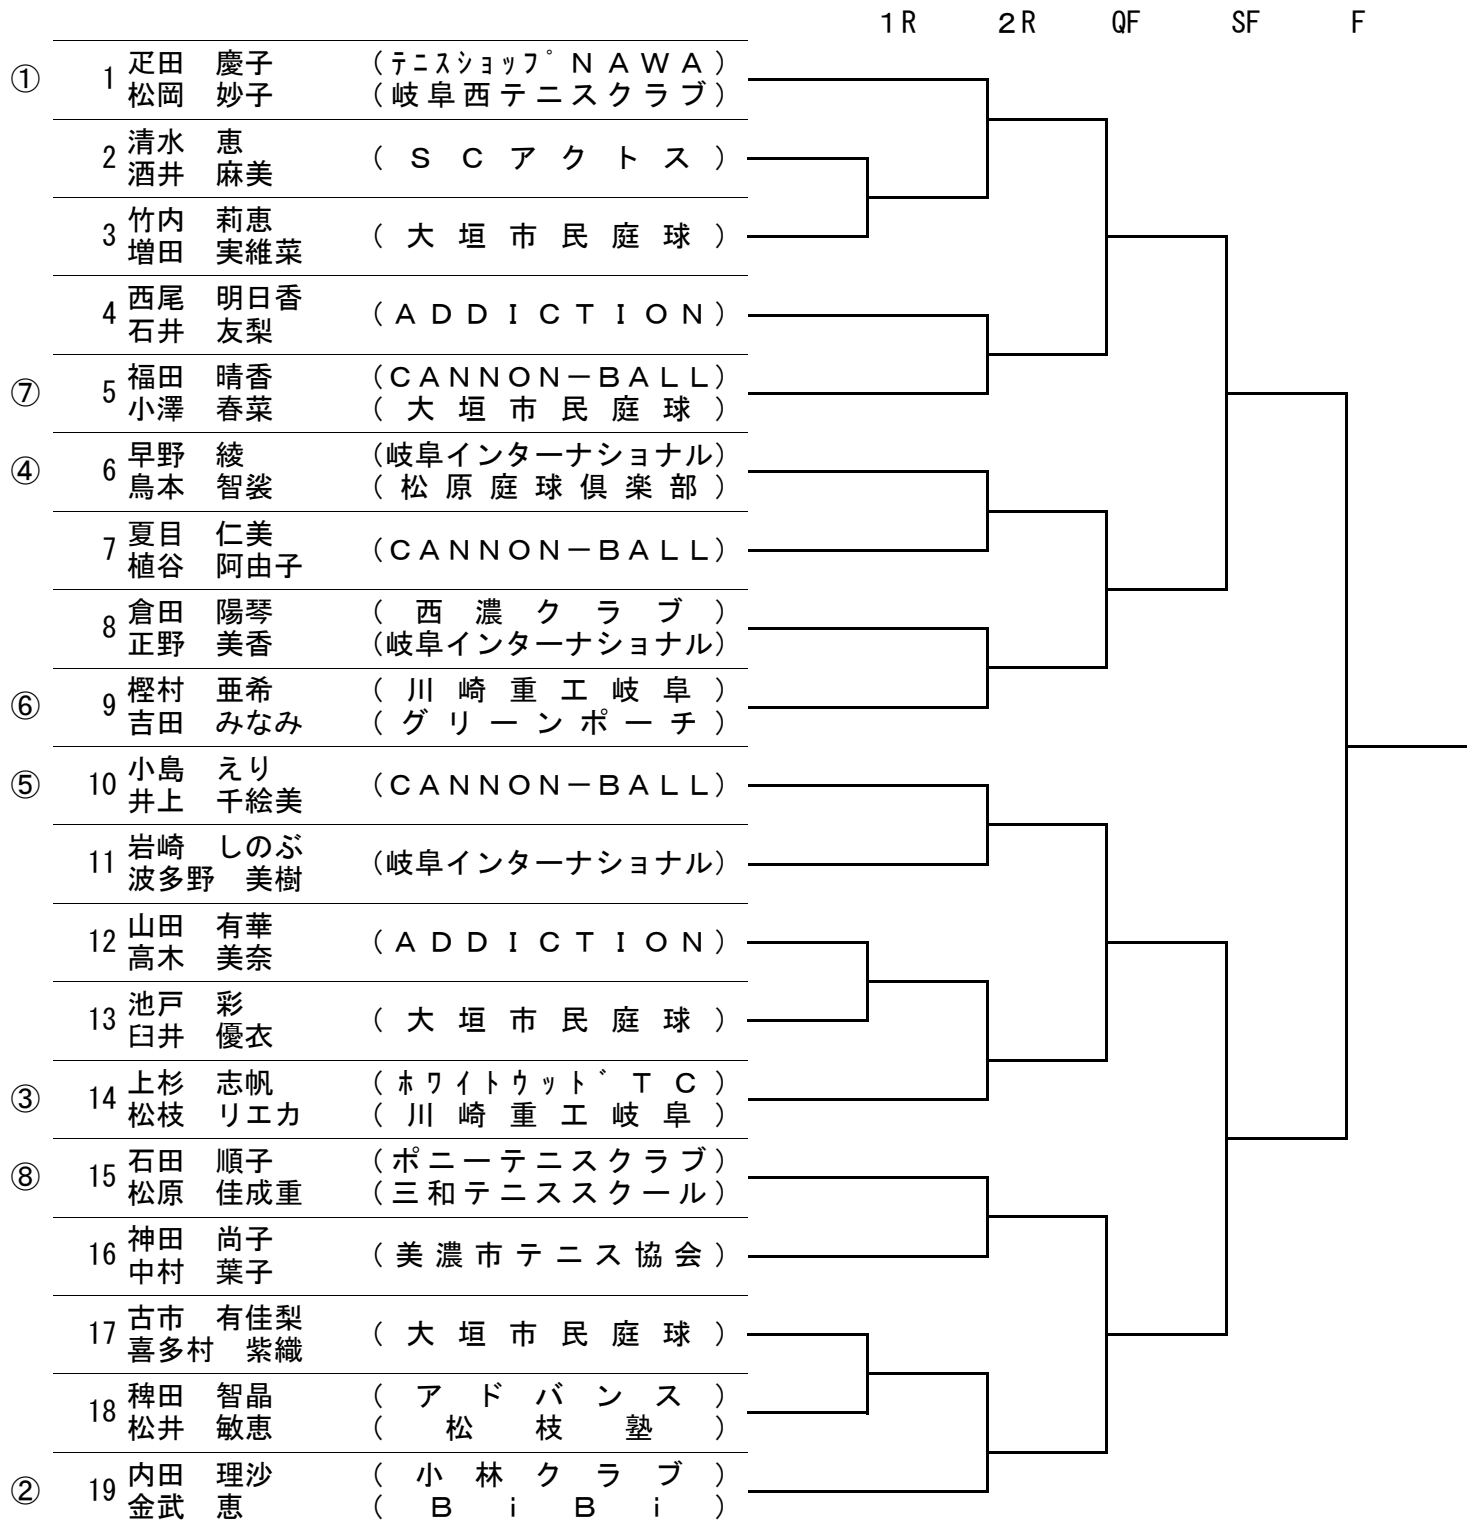 1R 2R QF SF F
① 1 疋田 慶子 (テニスショップNAWA)
松岡 妙子 (岐阜西テニスクラブ)
2 清水 恵 (SCアクトス)
酒井 麻美
3 竹内 莉恵 (大垣市民庭球)
増田 実維菜
4 西尾 明日香 (ADDICTION)
石井 友梨
⑦ 5 福田 晴香 (CANNON-BALL)
小澤 春菜 (大垣市民庭球)
④ 6 早野 綾 (岐阜インターナショナル)
鳥本 智裟 (松原庭球倶楽部)
7 夏目 仁美 (CANNON-BALL)
植谷 阿由子
8 倉田 陽琴 (西濃クラブ)
正野 美香 (岐阜インターナショナル)
⑥ 9 樫村 亜希 (川崎重工岐阜)
吉田 みなみ (グリーンポーチ)
⑤ 10 小島 えり (CANNON-BALL)
井上 千絵美
11 岩崎 しのぶ (岐阜インターナショナル)
波多野 美樹
12 山田 有華 (ADDICTION)
高木 美奈
13 池戸 彩 (大垣市民庭球)
臼井 優衣
③ 14 上杉 志帆 (ホワイトウッドTC)
松枝 リエカ (川崎重工岐阜)
⑧ 15 石田 順子 (ポニーテニスクラブ)
松原 佳成重 (三和テニススクール)
16 神田 尚子 (美濃市テニス協会)
中村 葉子
17 古市 有佳梨 (大垣市民庭球)
喜多村 紫織
18 稗田 智晶 (アドバンス)
松井 敏恵 (松枝塾)
② 19 内田 理沙 (小林クラブ)
金武 恵 (BiBi)